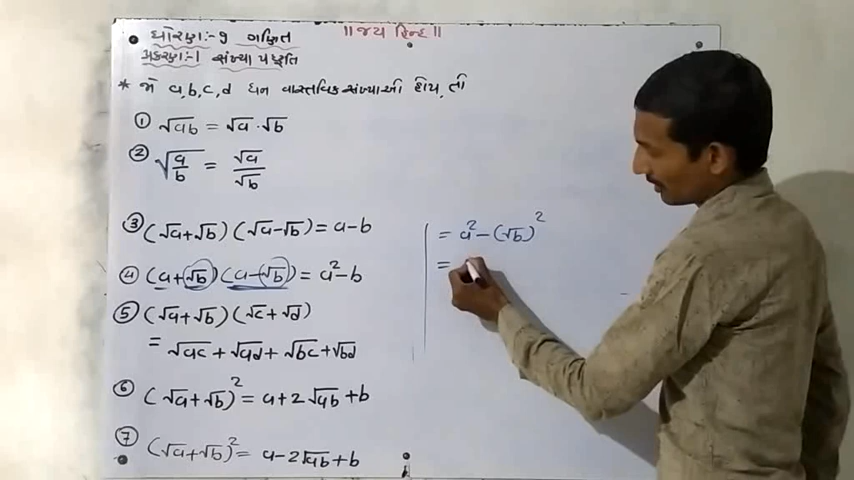 ધોરણ:-9 ગણિત
॥ જય હિન્દ ॥
પ્રકરણ:-1 સંખ્યા પદ્ધતિ
* જો a,b,c,d ધન વાસ્તવિક સંખ્યાઓ હોય, તો
① √ab = √a · √b
② √(a/b) = √a/√b
③ (√a+√b)(√a-√b) = a-b
④ (a+√b)(a-√b) = a²-b
⑤ (√a+√b)(√c+√d)
= √ac + √ad + √bc + √bd
⑥ (√a+√b)² = a+2√ab+b
⑦ (√a+√b)² = a-2√ab+b
= a² - (√b)²
=